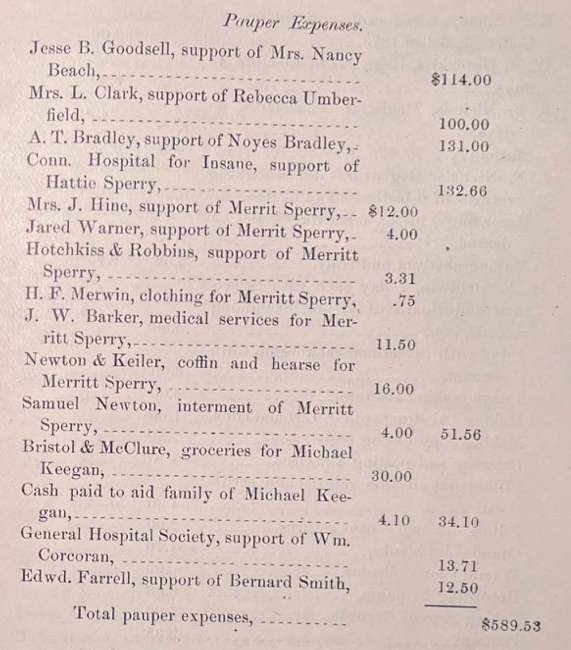 Pauper Expenses.
Jesse B. Goodsell, support of Mrs. Nancy
Beach, $114.00
Mrs. L. Clark, support of Rebecca Umber-
field, 100.00
A. T. Bradley, support of Noyes Bradley, 131.00
Conn. Hospital for Insane, support of
Hattie Sperry, 132.66
Mrs. J. Hine, support of Merrit Sperry, $12.00
Jared Warner, support of Merrit Sperry, 4.00
Hotchkiss & Robbins, support of Merritt
Sperry, 3.31
H. F. Merwin, clothing for Merritt Sperry, .75
J. W. Barker, medical services for Mer-
ritt Sperry, 11.50
Newton & Keiler, coffin and hearse for
Merritt Sperry, 16.00
Samuel Newton, interment of Merritt
Sperry, 4.00 51.56
Bristol & McClure, groceries for Michael
Keegan, 30.00
Cash paid to aid family of Michael Kee-
gan, 4.10 34.10
General Hospital Society, support of Wm.
Corcoran, 13.71
Edwd. Farrell, support of Bernard Smith, 12.50
Total pauper expenses, $589.53